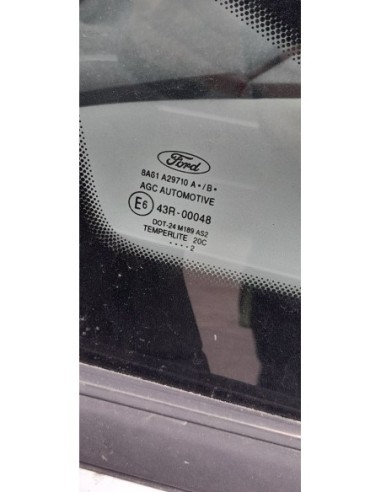 Ford
8A61 A29710 A•/B•
AGC AUTOMOTIVE
E6 43R-00048
DOT-24 M189 AS2
TEMPERLITE 20C
• • • • 2